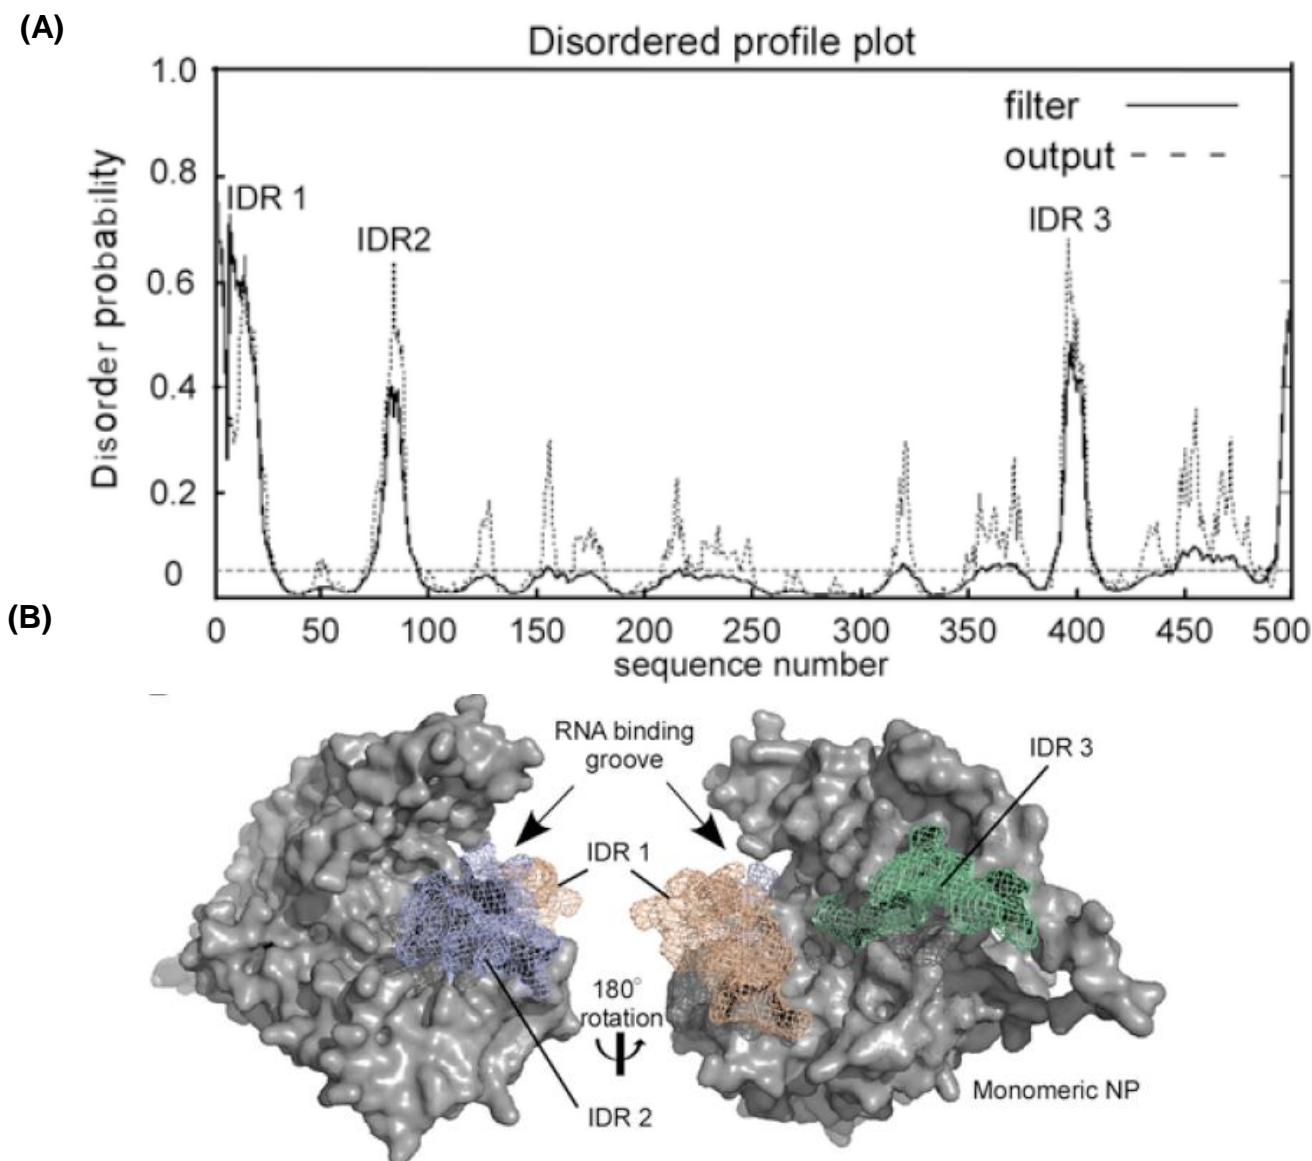 (A)
Disordered profile plot
1.0
filter
output
0.8
IDR 1
IDR2
IDR 3
0.6
Disorder probability
0.4
0.2
0
0 50 100 150 200 250 300 350 400 450 500
sequence number
(B)
RNA binding
groove
IDR 3
IDR 1
180°
rotation
IDR 2
Monomeric NP